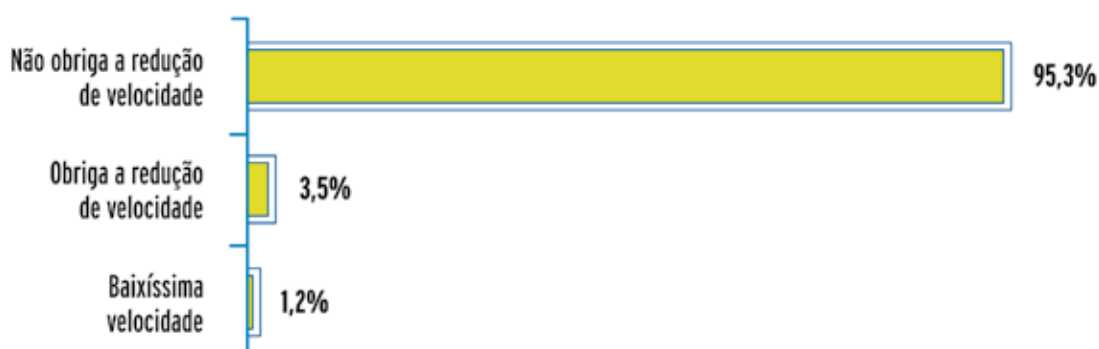 Não obriga a redução
de velocidade
95,3%
Obriga a redução
de velocidade
3,5%
Baixíssima
velocidade
1,2%